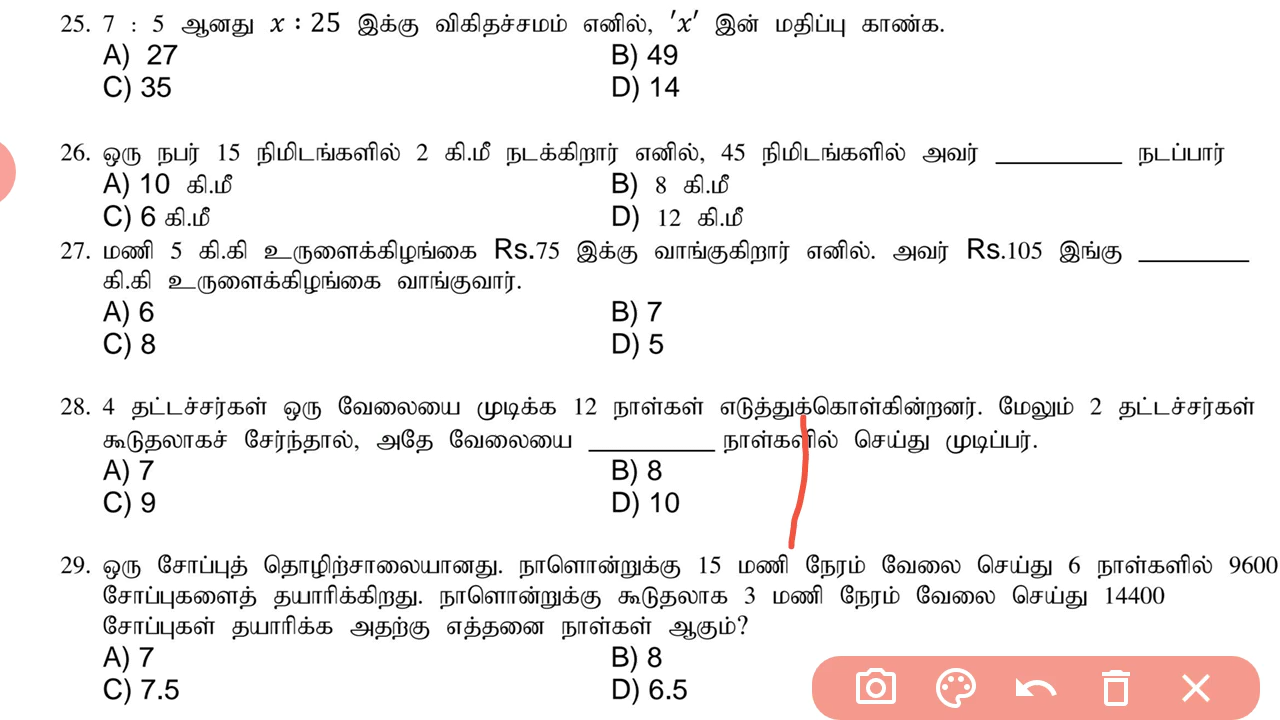 25. 7 : 5 ஆனது x : 25 இக்கு விகிதச்சமம் எனில், 'x' இன் மதிப்பு காண்க.
A) 27 B) 49
C) 35 D) 14
26. ஒரு நபர் 15 நிமிடங்களில் 2 கி.மீ நடக்கிறார் எனில், 45 நிமிடங்களில் அவர் __________ நடப்பார்
A) 10 கி.மீ B) 8 கி.மீ
C) 6 கி.மீ D) 12 கி.மீ
27. மணி 5 கி.கி உருளைக்கிழங்கை Rs.75 இக்கு வாங்குகிறார் எனில். அவர் Rs.105 இங்கு _________
கி.கி உருளைக்கிழங்கை வாங்குவார்.
A) 6 B) 7
C) 8 D) 5
28. 4 தட்டச்சர்கள் ஒரு வேலையை முடிக்க 12 நாள்கள் எடுத்துக்கொள்கின்றனர். மேலும் 2 தட்டச்சர்கள்
கூடுதலாகச் சேர்ந்தால், அதே வேலையை __________ நாள்களில் செய்து முடிப்பர்.
A) 7 B) 8
C) 9 D) 10
29. ஒரு சோப்புத் தொழிற்சாலையானது. நாளொன்றுக்கு 15 மணி நேரம் வேலை செய்து 6 நாள்களில் 9600
சோப்புகளைத் தயாரிக்கிறது. நாளொன்றுக்கு கூடுதலாக 3 மணி நேரம் வேலை செய்து 14400
சோப்புகள் தயாரிக்க அதற்கு எத்தனை நாள்கள் ஆகும்?
A) 7 B) 8
C) 7.5 D) 6.5